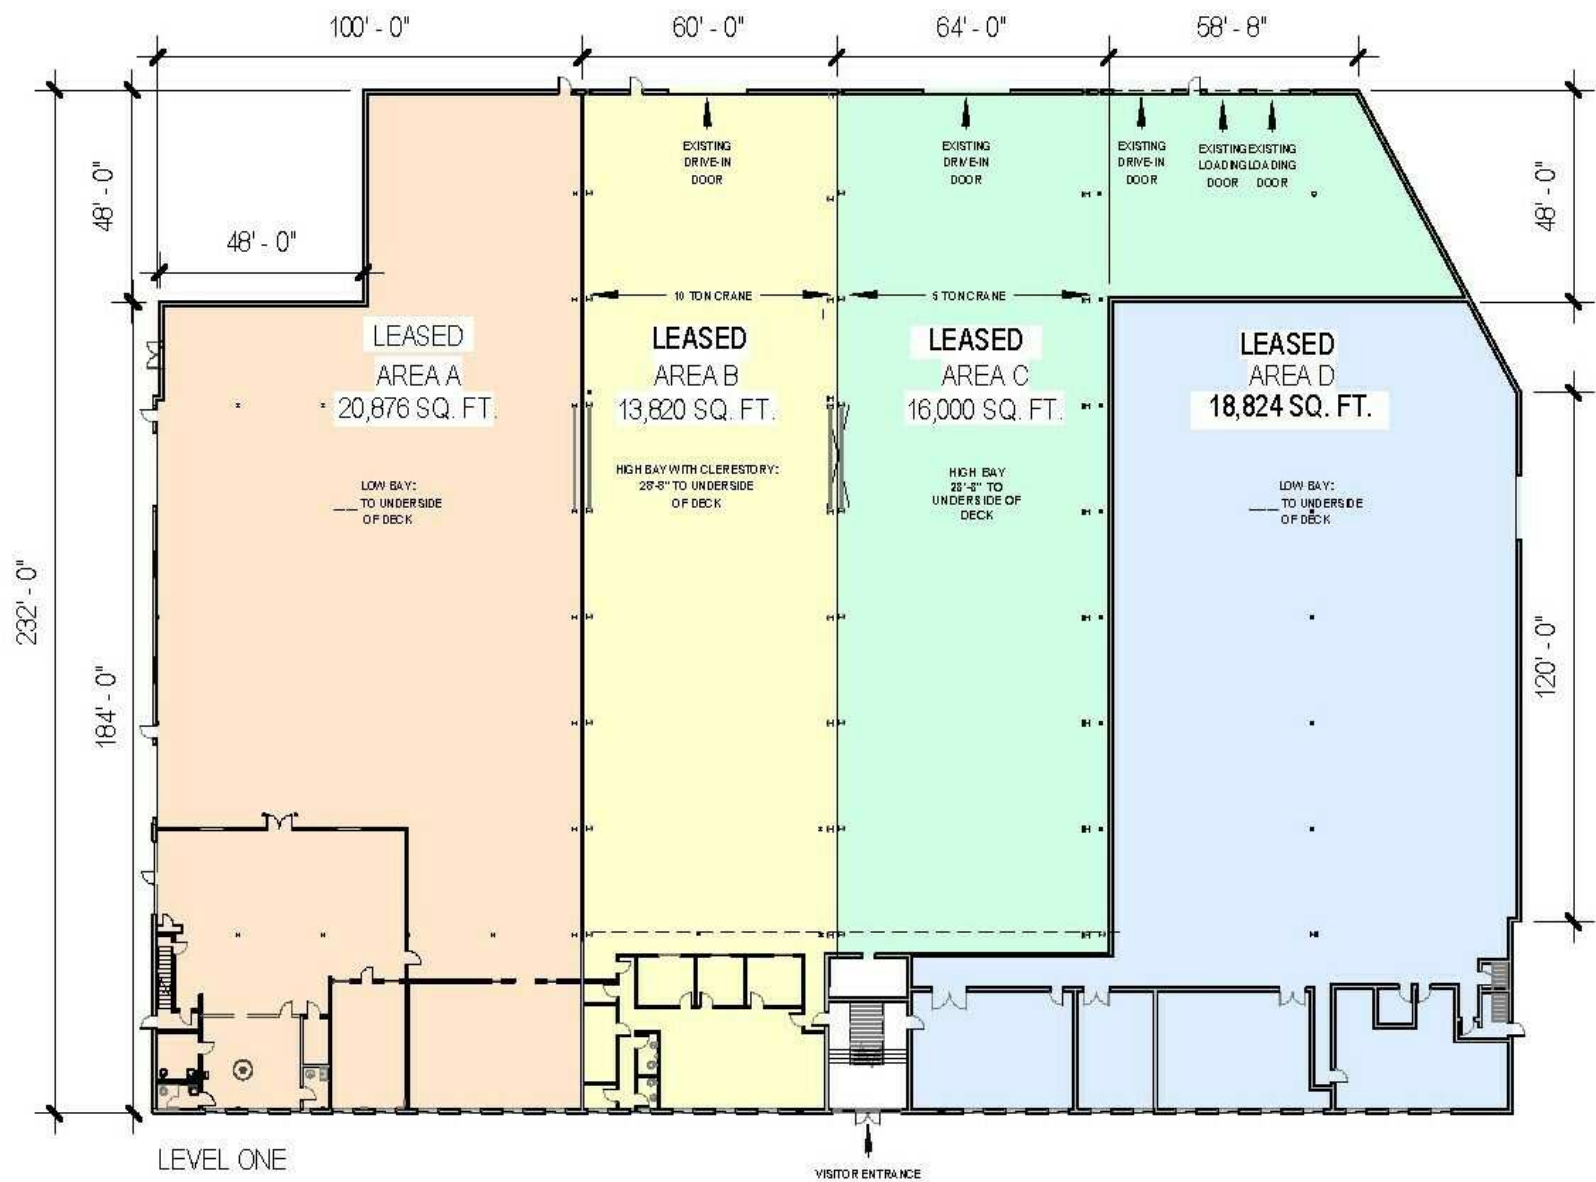 100' - 0"
60' - 0"
64' - 0"
58' - 8"
EXISTING
DRIVE-IN
DOOR
EXISTING
DRIVE-IN
DOOR
EXISTING
DRIVE-IN
DOOR
EXISTING
LOADING
DOOR
EXISTING
LOADING
DOOR
48' - 0"
48' - 0"
48' - 0"
10 TON CRANE
5 TON CRANE
LEASED
AREA A
20,876 SQ. FT.
LEASED
AREA B
13,820 SQ. FT.
LEASED
AREA C
16,000 SQ. FT.
LEASED
AREA D
18,824 SQ. FT.
LOW BAY:
___ TO UNDERSIDE
OF DECK
HIGH BAY WITH CLERESTORY:
28'-8" TO UNDERSIDE
OF DECK
HIGH BAY
28'-8" TO
UNDERSIDE OF
DECK
LOW BAY:
___ TO UNDERSIDE
OF DECK
232' - 0"
184' - 0"
120' - 0"
LEVEL ONE
VISITOR ENTRANCE